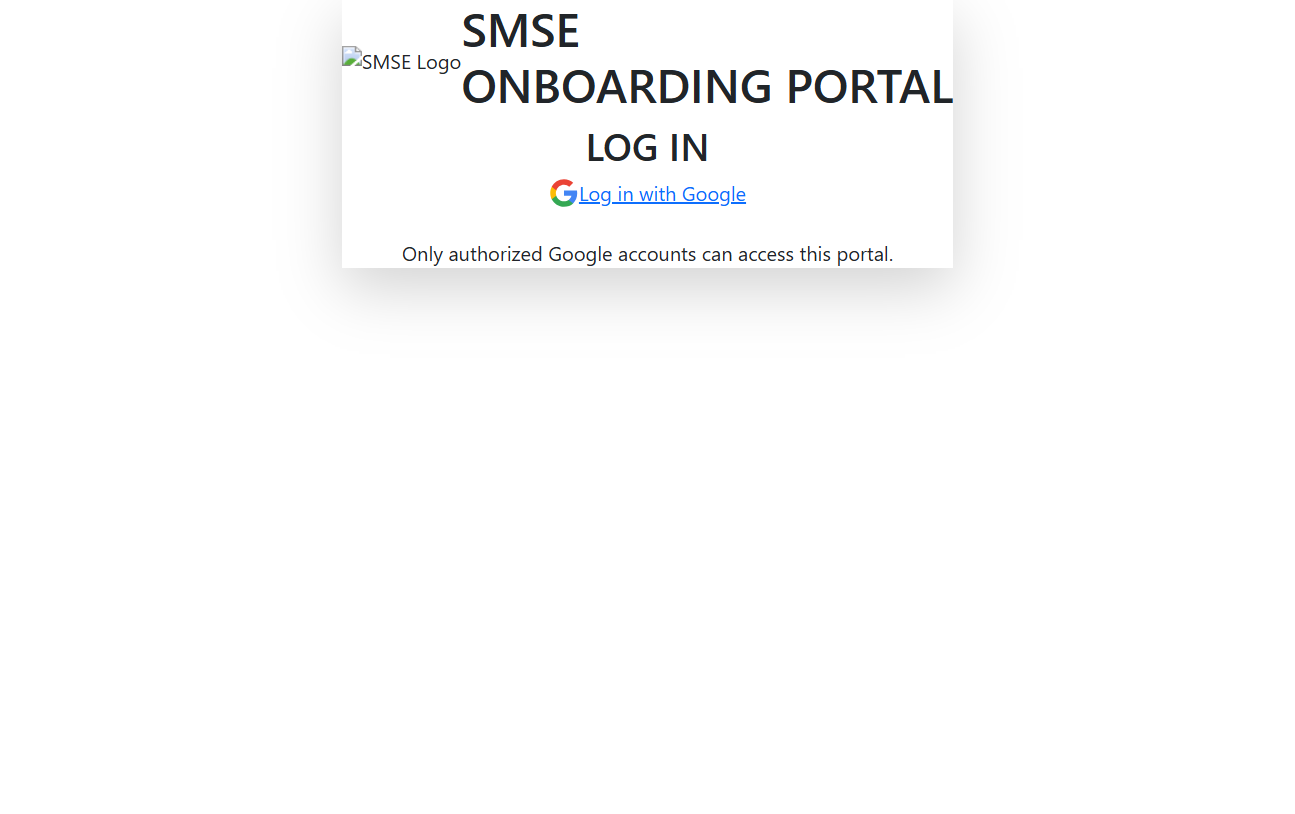 SMSE
SMSE Logo
ONBOARDING PORTAL
LOG IN
Log in with Google
Only authorized Google accounts can access this portal.